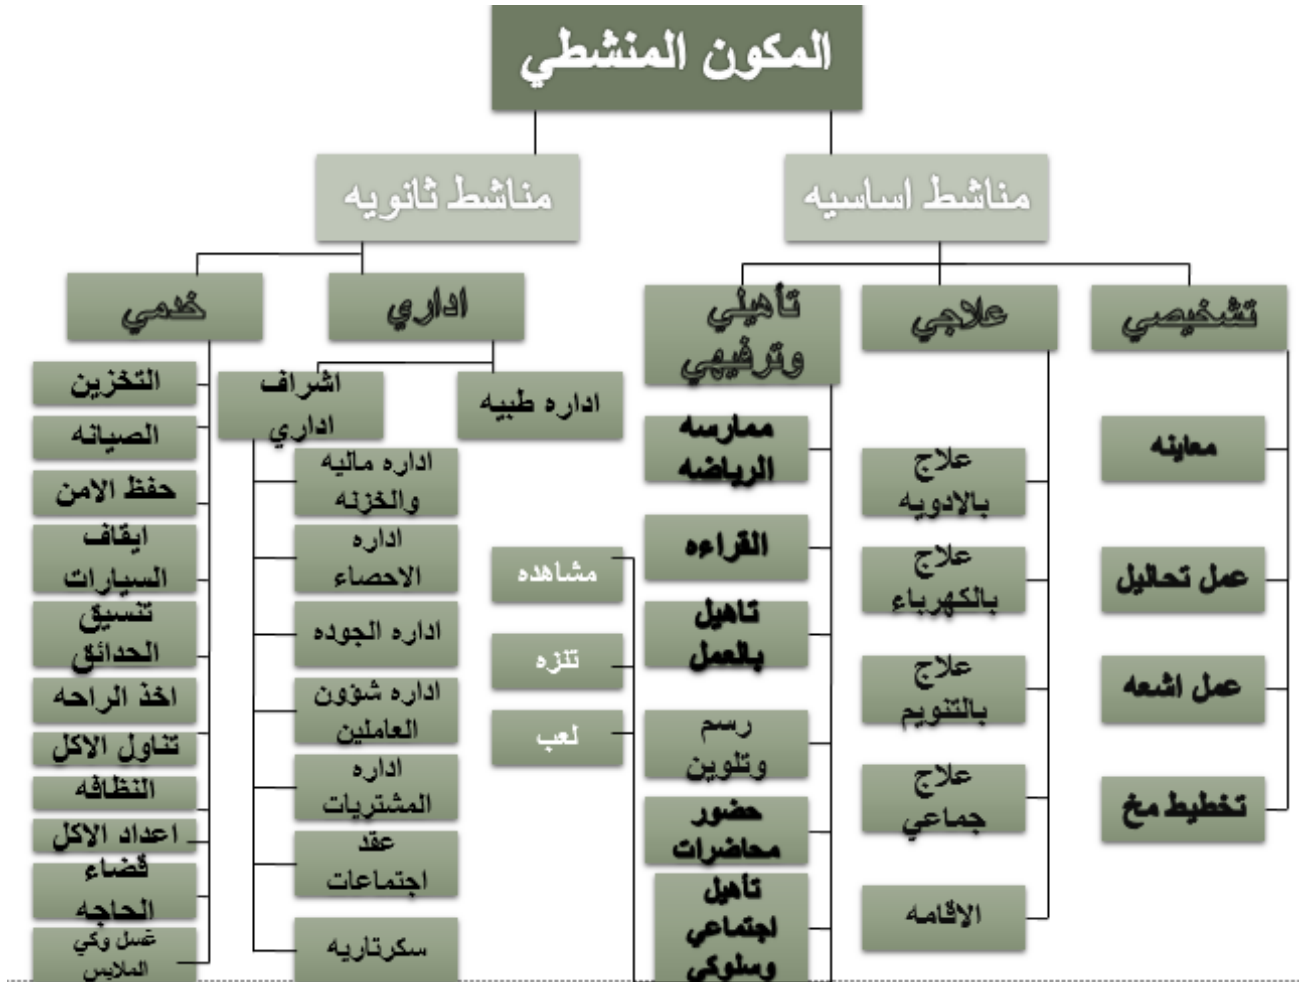 المكون المنشطي
مناشط اساسيه
مناشط ثانويه
تشخيصي
علاجي
تأهيلي
وترفيهي
اداري
خدمي
معاينه
عمل تحاليل
عمل اشعه
تخطيط مخ
علاج
بالادويه
علاج
بالكهرباء
علاج
بالتنويم
علاج
جماعي
الاقامه
ممارسه
الرياضه
القراءه
تاهيل
بالعمل
رسم
وتلوين
حضور
محاضرات
تأهيل
اجتماعي
وسلوكي
مشاهده
تنزه
لعب
اداره طبيه
اشراف
اداري
اداره ماليه
والخزنه
اداره
الاحصاء
اداره الجوده
اداره شوؤن
العاملين
اداره
المشتريات
عقد
اجتماعات
سكرتاريه
التخزين
الصيانه
حفظ الامن
ايقاف
السيارات
تنسيق
الحدائق
اخذ الراحه
تناول الاكل
النظافه
اعداد الاكل
قضاء
الحاجه
غسل وكي
الملابس